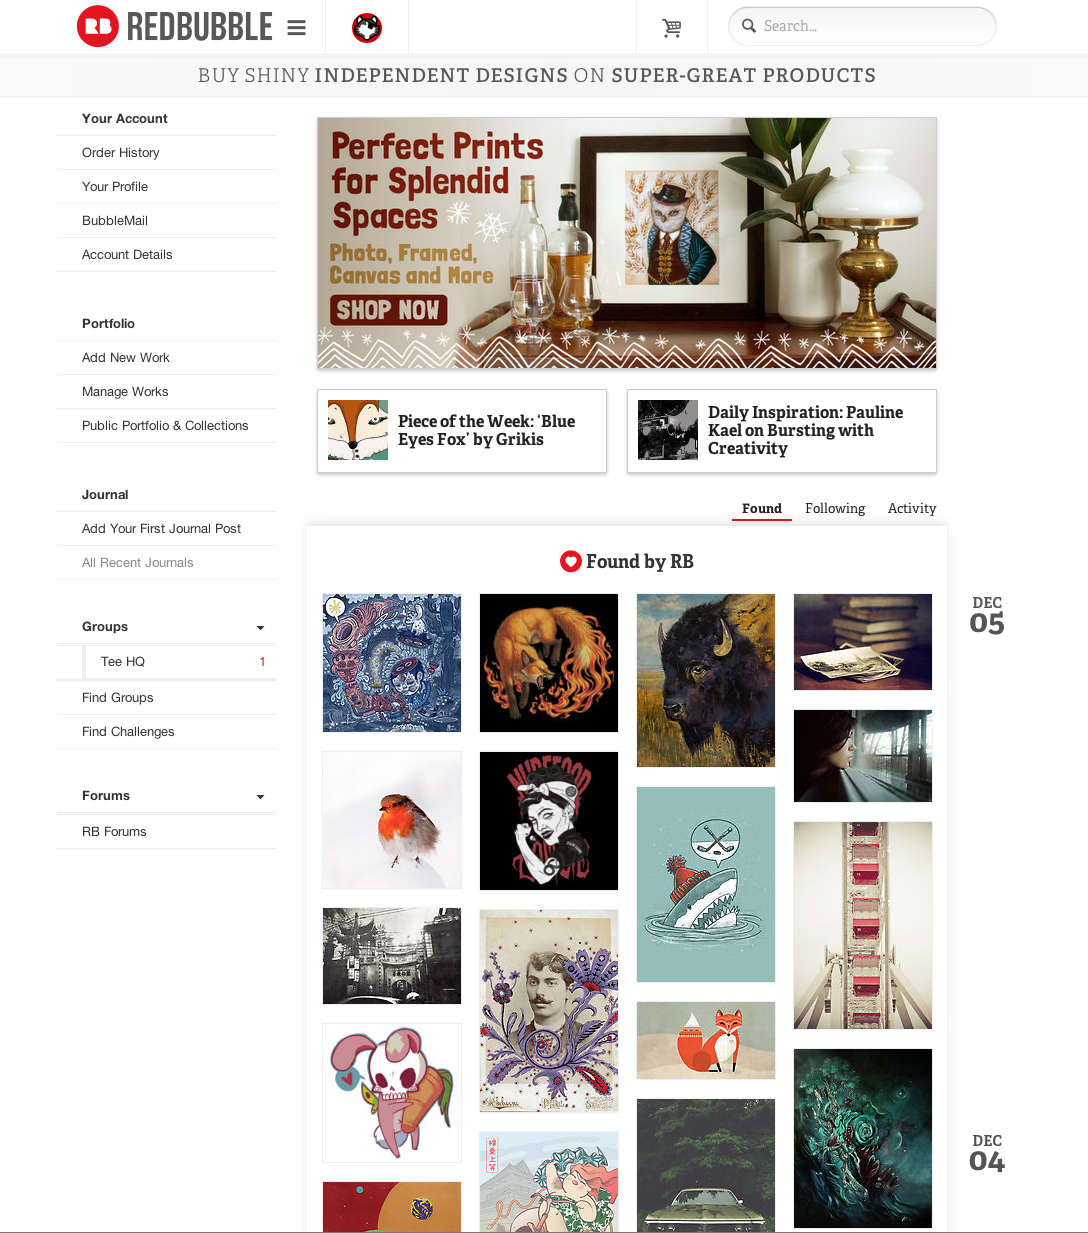 RB REDBUBBLE
Search...
BUY SHINY INDEPENDENT DESIGNS ON SUPER-GREAT PRODUCTS
Your Account
Order History
Your Profile
BubbleMail
Account Details
Portfolio
Add New Work
Manage Works
Public Portfolio & Collections
Journal
Add Your First Journal Post
All Recent Journals
Groups
Tee HQ 1
Find Groups
Find Challenges
Forums
RB Forums
Perfect Prints
for Splendid
Spaces
Photo, Framed,
Canvas and More
SHOP NOW
Piece of the Week: ‘Blue
Eyes Fox’ by Grikis
Daily Inspiration: Pauline
Kael on Bursting with
Creativity
Found Following Activity
Found by RB
DEC
05
DEC
04